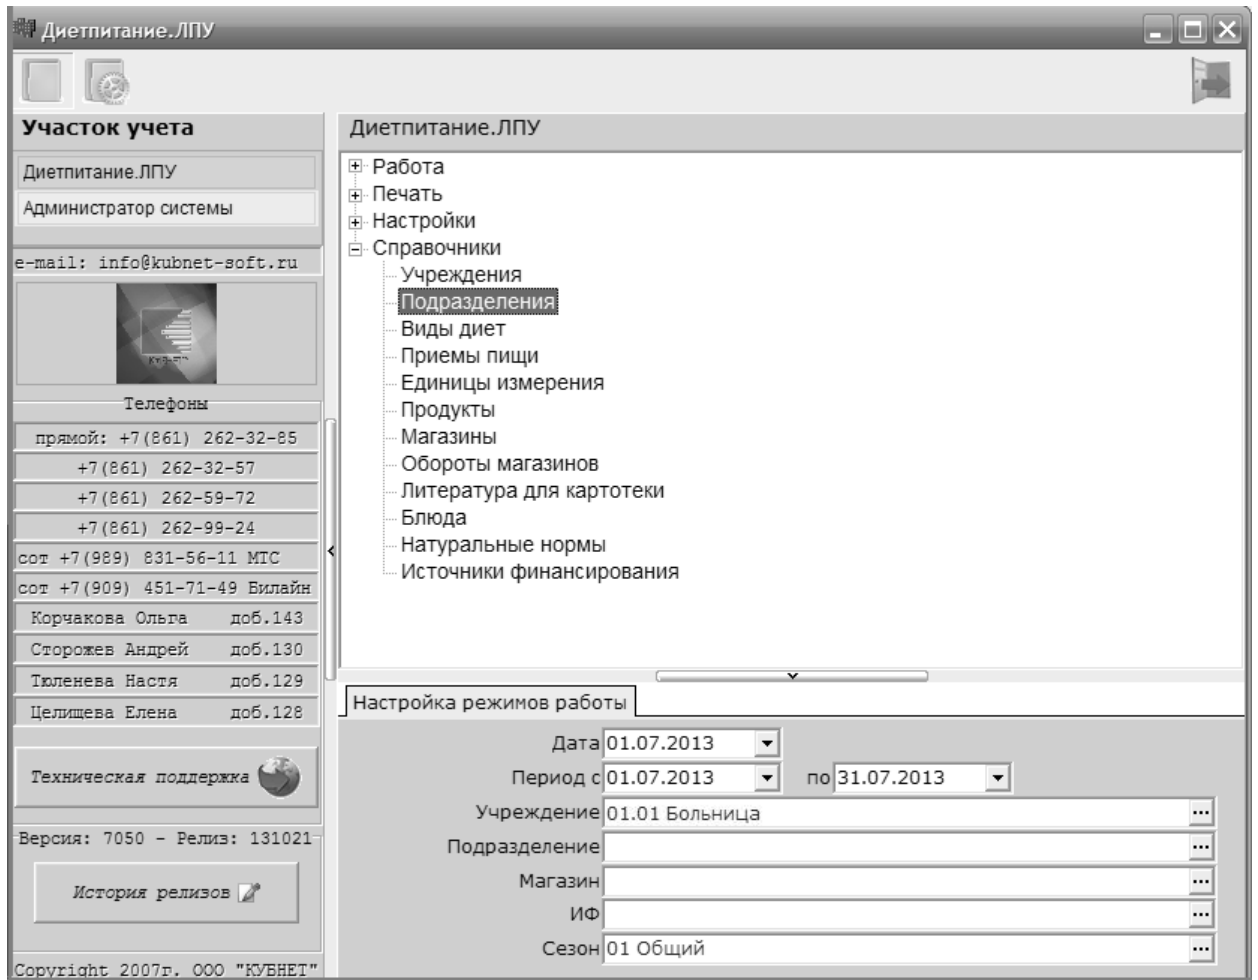 Диетпитание.ЛПУ
Участок учета
Диетпитание.ЛПУ
Администратор системы
e-mail: info@kubnet-soft.ru
Телефоны
прямой: +7(861) 262-32-85
+7(861) 262-32-57
+7(861) 262-59-72
+7(861) 262-99-24
сот +7(989) 831-56-11 МТС
сот +7(909) 451-71-49 Билайн
Корчакова Ольга доб.143
Сторожев Андрей доб.130
Тюленева Настя доб.129
Целищева Елена доб.128
Техническая поддержка
Версия: 7050 - Релиз: 131021
История релизов
Copyright 2007г. ООО "КУБНЕТ"
Диетпитание.ЛПУ
Работа
Печать
Настройки
Справочники
Учреждения
Подразделения
Виды диет
Приемы пищи
Единицы измерения
Продукты
Магазины
Обороты магазинов
Литература для картотеки
Блюда
Натуральные нормы
Источники финансирования
Настройка режимов работы
Дата 01.07.2013
Период с 01.07.2013 по 31.07.2013
Учреждение 01.01 Больница
Подразделение
Магазин
ИФ
Сезон 01 Общий